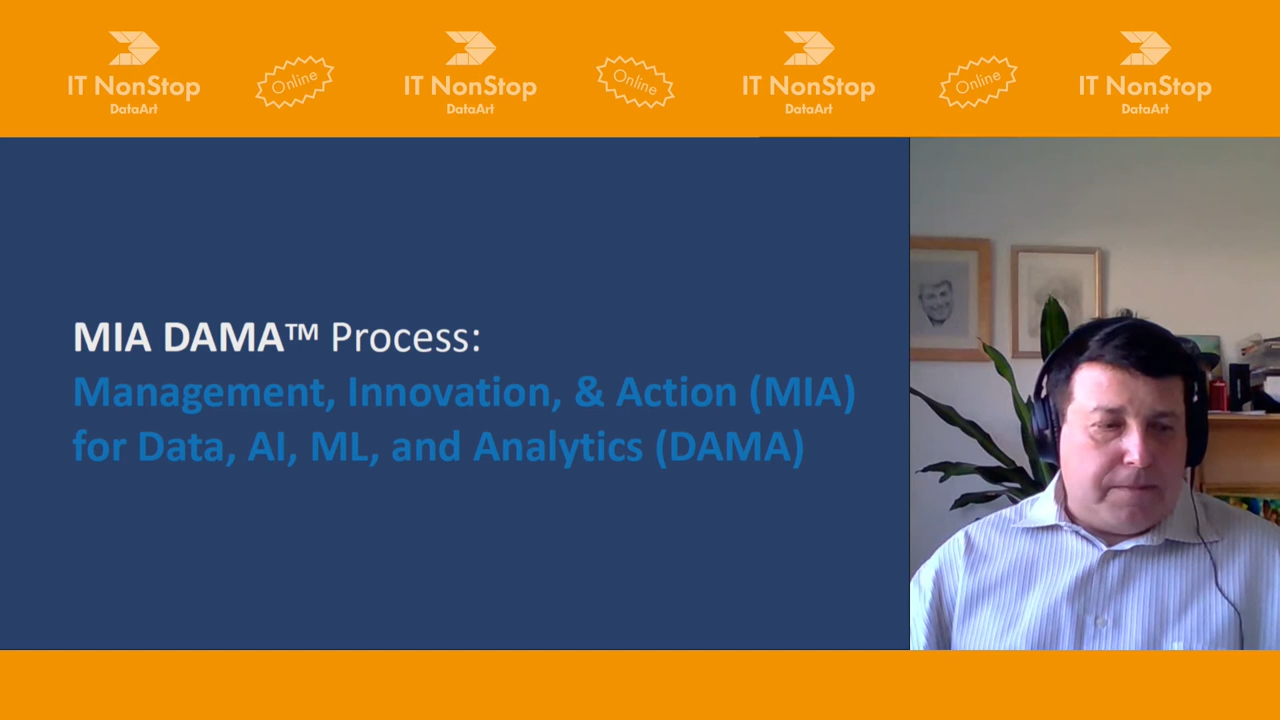 IT NonStop
DataArt
Online
IT NonStop
DataArt
Online
IT NonStop
DataArt
Online
IT NonStop
DataArt
MIA DAMA™ Process:
Management, Innovation, & Action (MIA)
for Data, AI, ML, and Analytics (DAMA)